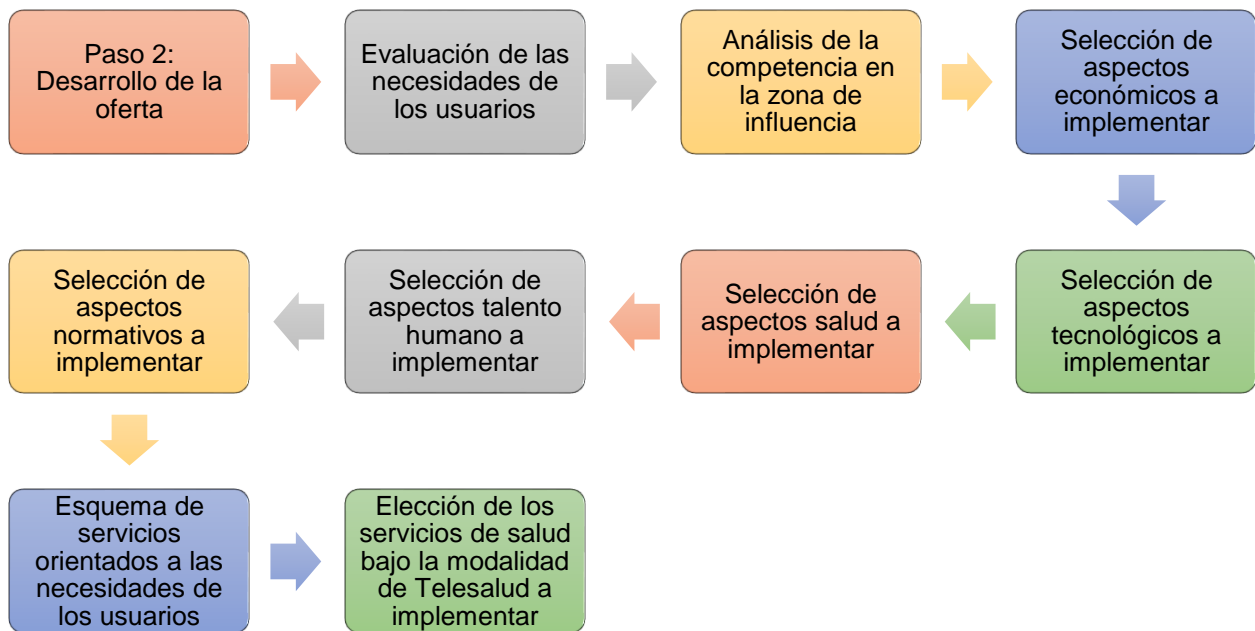 Paso 2:
Desarrollo de la
oferta
Evaluación de las
necesidades de
los usuarios
Análisis de la
competencia en
la zona de
influencia
Selección de
aspectos
económicos a
implementar
Selección de
aspectos
tecnológicos a
implementar
Selección de
aspectos salud a
implementar
Selección de
aspectos talento
humano a
implementar
Selección de
aspectos
normativos a
implementar
Esquema de
servicios
orientados a las
necesidades de
los usuarios
Elección de los
servicios de salud
bajo la modalidad
de Telesalud a
implementar